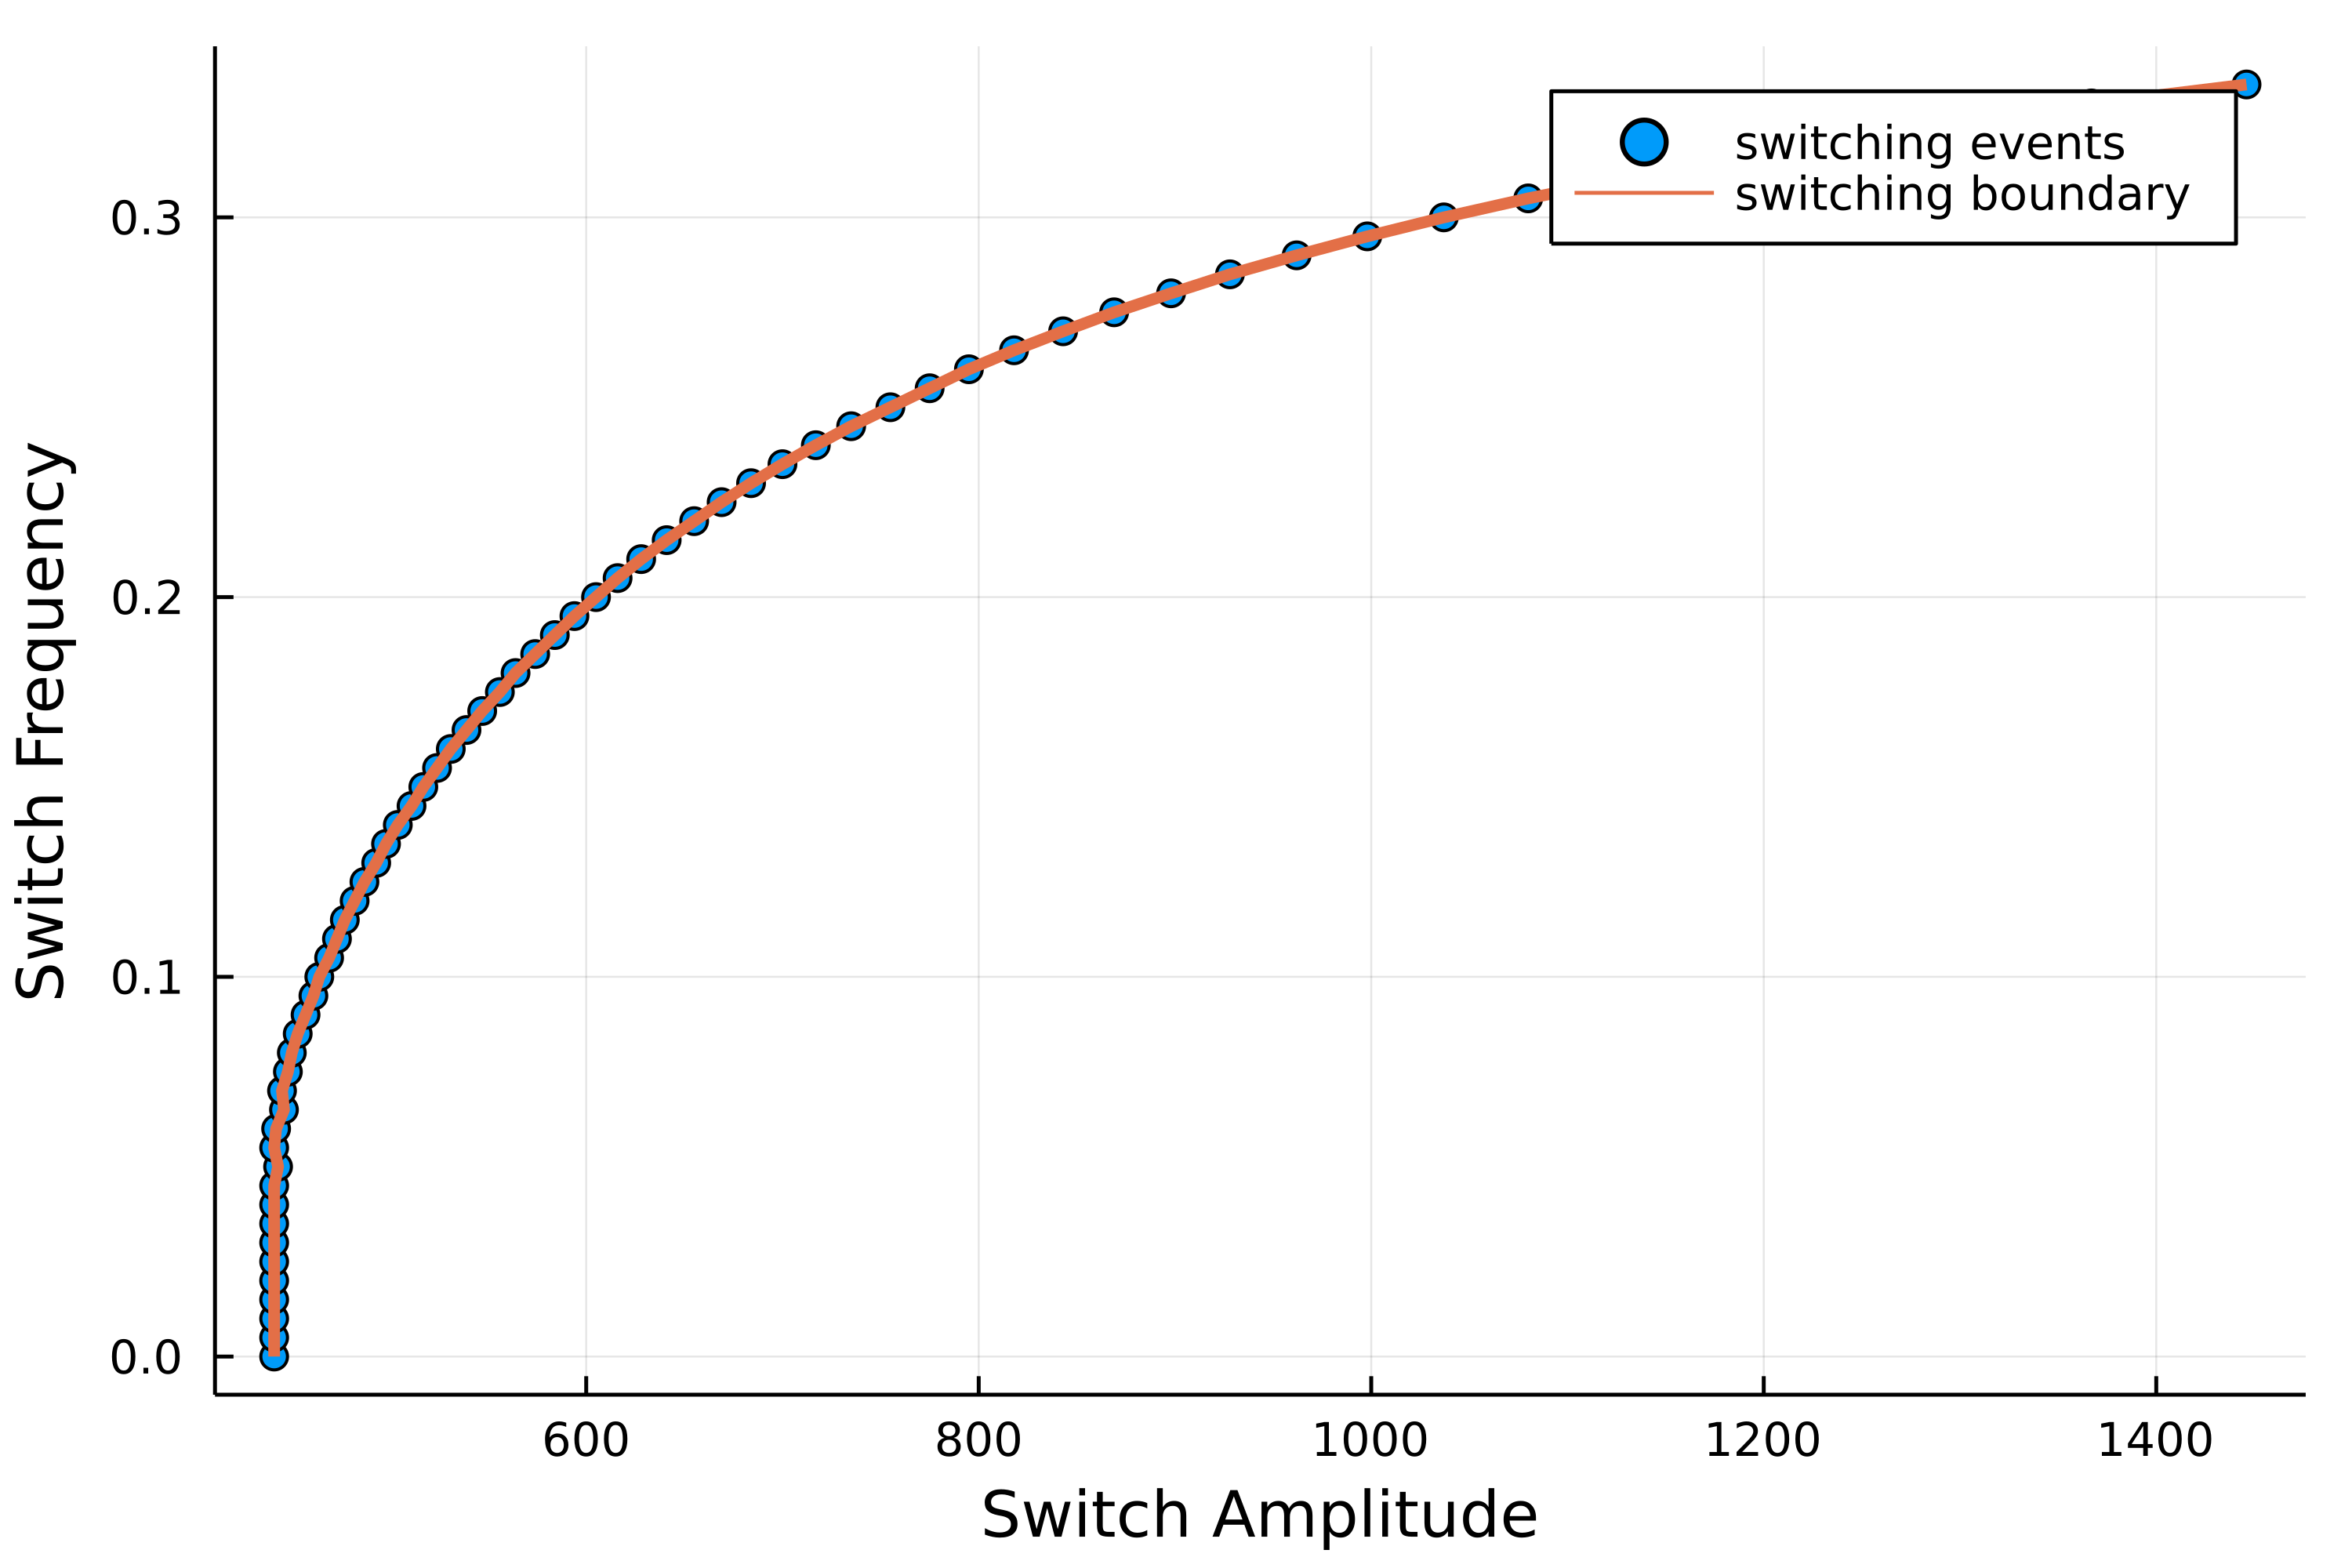 switching events
switching boundary
0.3
0.2
0.1
0.0
Switch Frequency
600 800 1000 1200 1400
Switch Amplitude